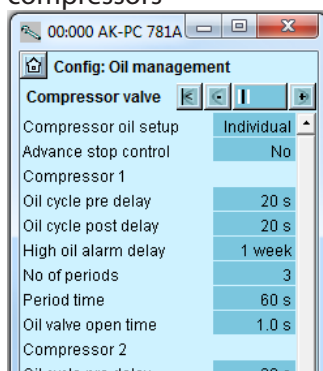 compressors
00:000 AK-PC 781A
Config: Oil management
Compressor valve
Compressor oil setup Individual
Advance stop control No
Compressor 1
Oil cycle pre delay 20 s
Oil cycle post delay 20 s
High oil alarm delay 1 week
No of periods 3
Period time 60 s
Oil valve open time 1.0 s
Compressor 2